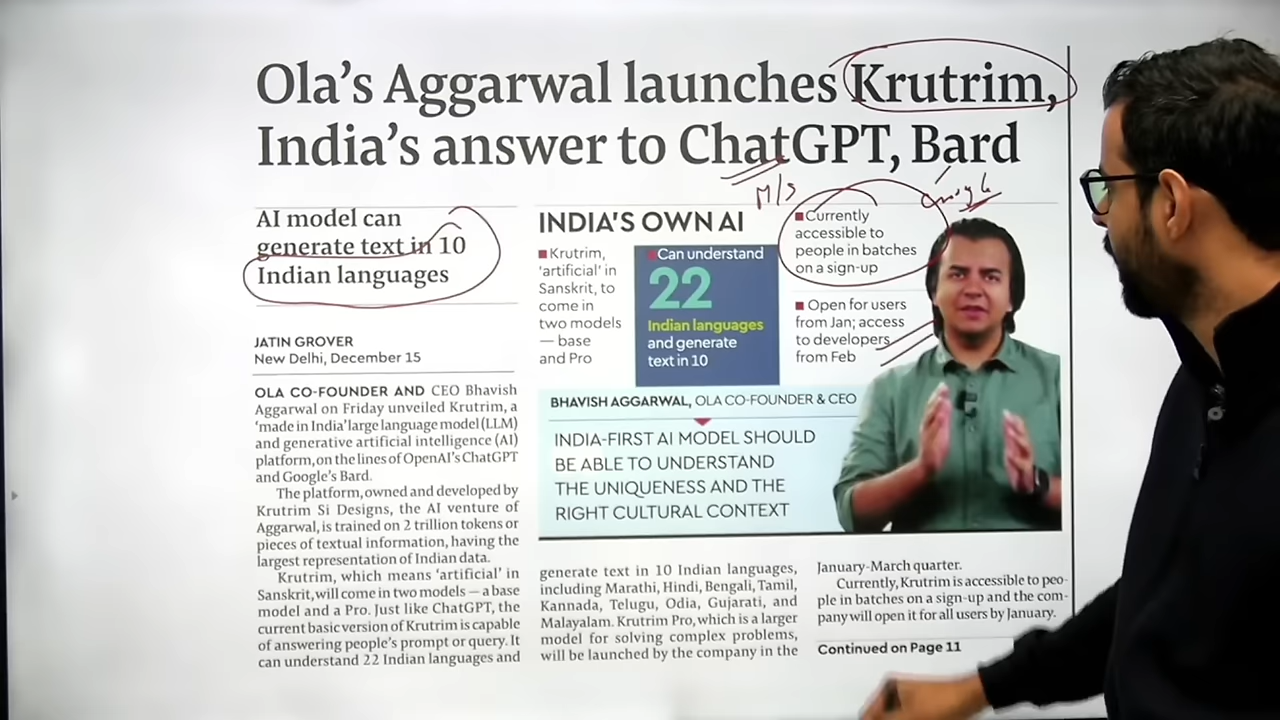 Ola's Aggarwal launches Krutrim,
India's answer to ChatGPT, Bard
M/S
Google
AI model can
generate text in 10
Indian languages
JATIN GROVER
New Delhi, December 15
OLA CO-FOUNDER AND CEO Bhavish
Aggarwal on Friday unveiled Krutrim, a
'made in India' large language model (LLM)
and generative artificial intelligence (AI)
platform, on the lines of OpenAI's ChatGPT
and Google's Bard.
The platform, owned and developed by
Krutrim Si Designs, the AI venture of
Aggarwal, is trained on 2 trillion tokens or
pieces of textual information, having the
largest representation of Indian data.
Krutrim, which means 'artificial' in
Sanskrit, will come in two models — a base
model and a Pro. Just like ChatGPT, the
current basic version of Krutrim is capable
of answering people's prompt or query. It
can understand 22 Indian languages and
INDIA'S OWN AI
Krutrim,
'artificial' in
Sanskrit, to
come in
two models
— base
and Pro
Can understand
22
Indian languages
and generate
text in 10
Currently
accessible to
people in batches
on a sign-up
Open for users
from Jan; access
to developers
from Feb
BHAVISH AGGARWAL, OLA CO-FOUNDER & CEO
INDIA-FIRST AI MODEL SHOULD
BE ABLE TO UNDERSTAND
THE UNIQUENESS AND THE
RIGHT CULTURAL CONTEXT
generate text in 10 Indian languages,
including Marathi, Hindi, Bengali, Tamil,
Kannada, Telugu, Odia, Gujarati, and
Malayalam. Krutrim Pro, which is a larger
model for solving complex problems,
will be launched by the company in the
January-March quarter.
Currently, Krutrim is accessible to peo-
ple in batches on a sign-up and the com-
pany will open it for all users by January.
Continued on Page 11